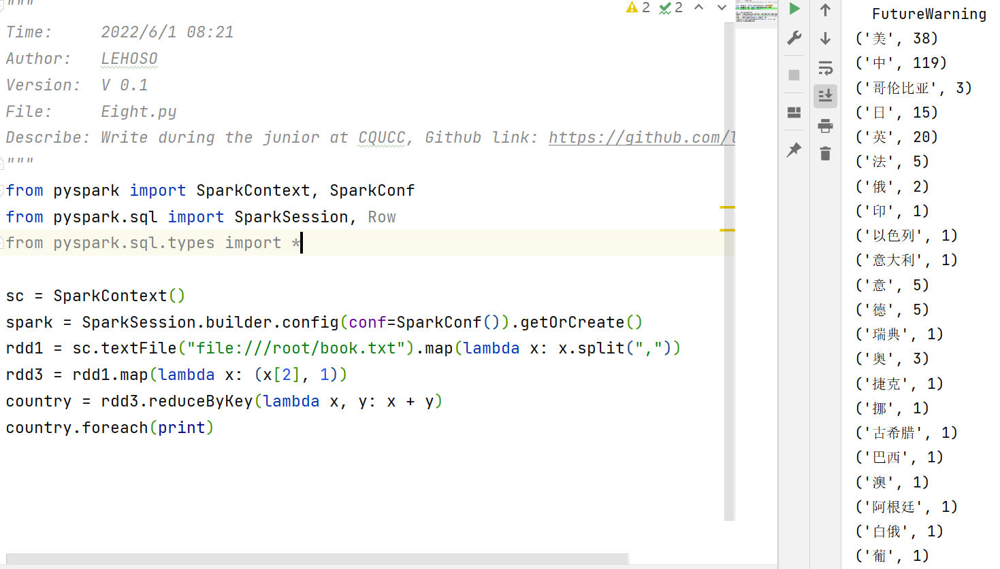 """
Time:     2022/6/1 08:21
Author:   LEHOSO
Version:  V 0.1
File:     Eight.py
Describe: Write during the junior at CQUCC, Github link: https://github.com/l
"""
from pyspark import SparkContext, SparkConf
from pyspark.sql import SparkSession, Row
from pyspark.sql.types import *
sc = SparkContext()
spark = SparkSession.builder.config(conf=SparkConf()).getOrCreate()
rdd1 = sc.textFile("file:///root/book.txt").map(lambda x: x.split(","))
rdd3 = rdd1.map(lambda x: (x[2], 1))
country = rdd3.reduceByKey(lambda x, y: x + y)
country.foreach(print)
2 2
FutureWarning
('美', 38)
('中', 119)
('哥伦比亚', 3)
('日', 15)
('英', 20)
('法', 5)
('俄', 2)
('印', 1)
('以色列', 1)
('意大利', 1)
('意', 5)
('德', 5)
('瑞典', 1)
('奥', 3)
('捷克', 1)
('挪', 1)
('古希腊', 1)
('巴西', 1)
('澳', 1)
('阿根廷', 1)
('白俄', 1)
('葡', 1)